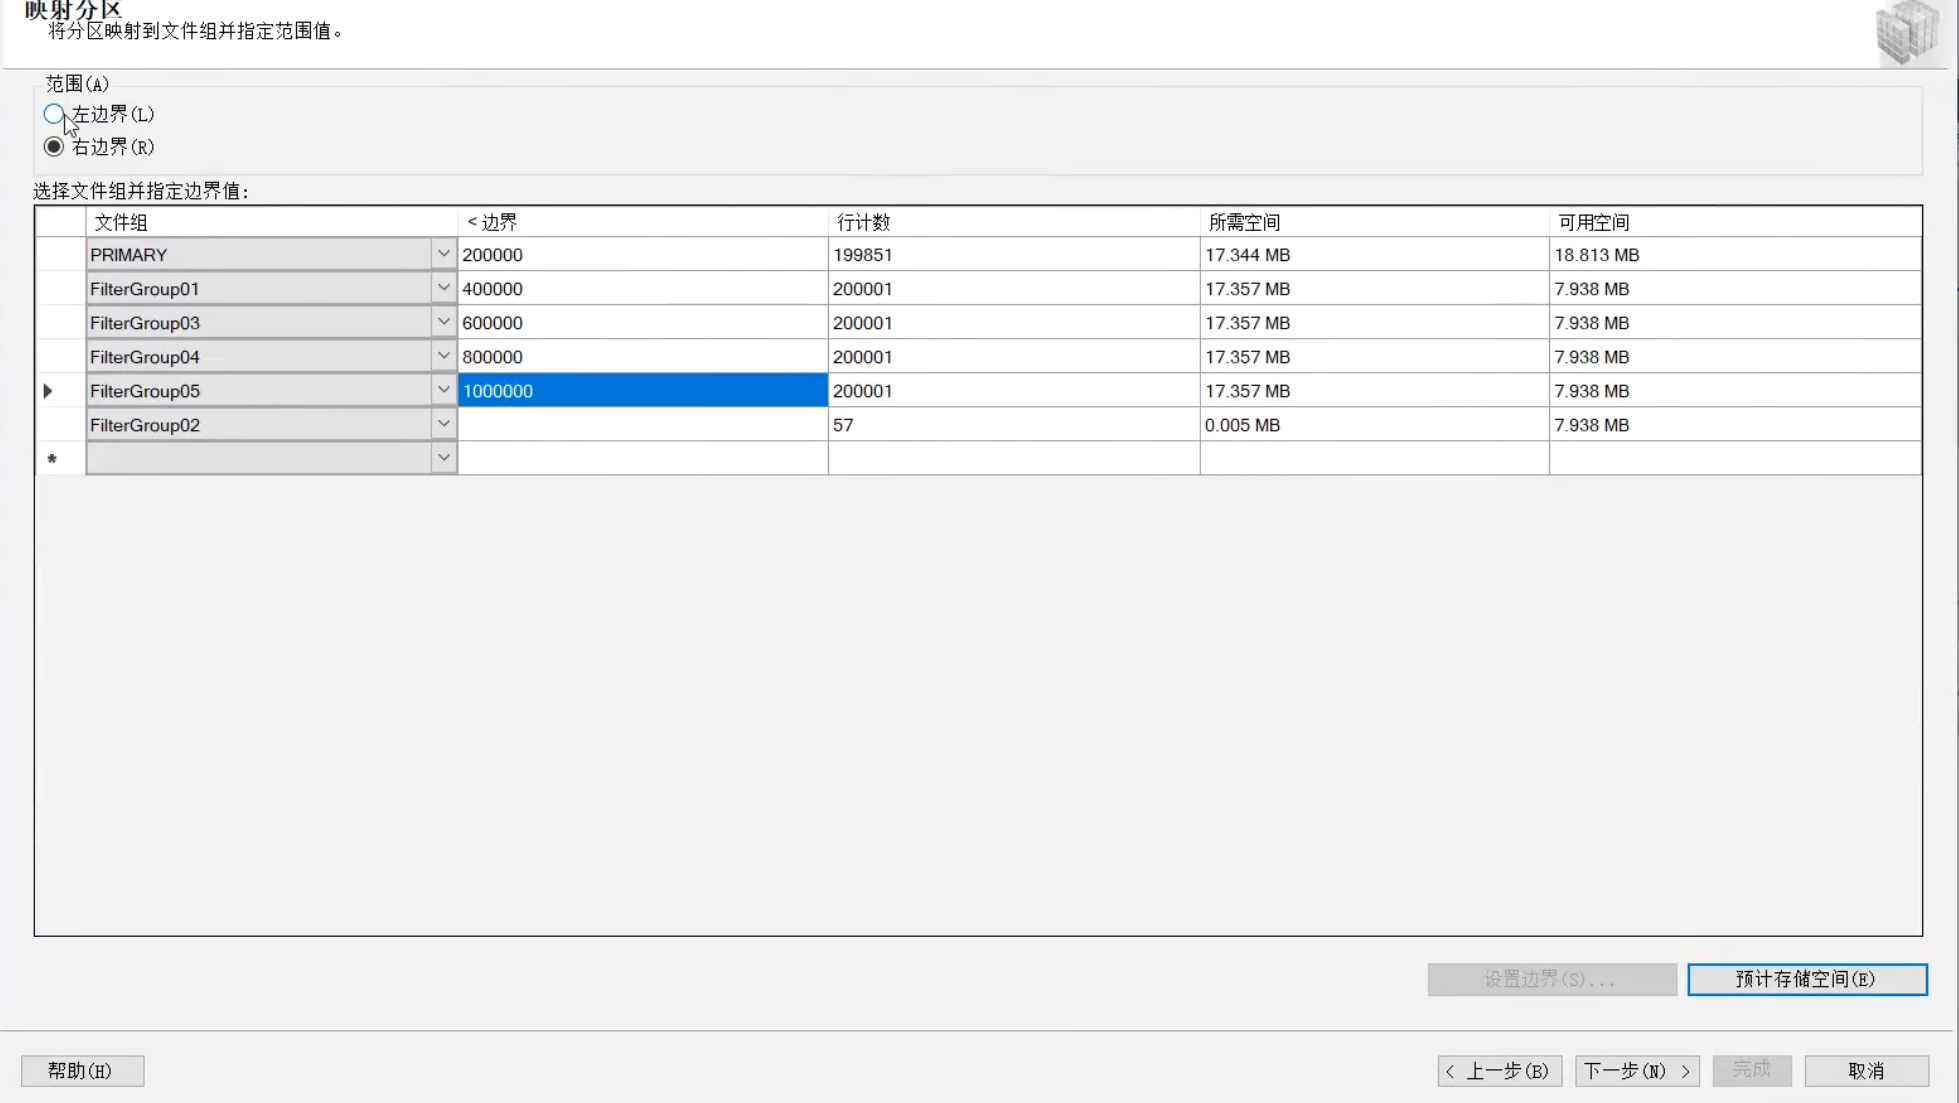 映射分区
将分区映射到文件组并指定范围值。
范围(A)
左边界(L)
右边界(R)
选择文件组并指定边界值:
文件组 < 边界 行计数 所需空间 可用空间
PRIMARY 200000 199851 17.344 MB 18.813 MB
FilterGroup01 400000 200001 17.357 MB 7.938 MB
FilterGroup03 600000 200001 17.357 MB 7.938 MB
FilterGroup04 800000 200001 17.357 MB 7.938 MB
FilterGroup05 1000000 200001 17.357 MB 7.938 MB
FilterGroup02 57 0.005 MB 7.938 MB
*
设置边界(S)... 预计存储空间(E)
帮助(H) < 上一步(B) 下一步(N) > 完成 取消